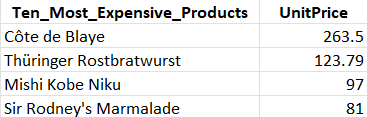 Ten_Most_Expensive_Products UnitPrice
Côte de Blaye 263.5
Thüringer Rostbratwurst 123.79
Mishi Kobe Niku 97
Sir Rodney's Marmalade 81